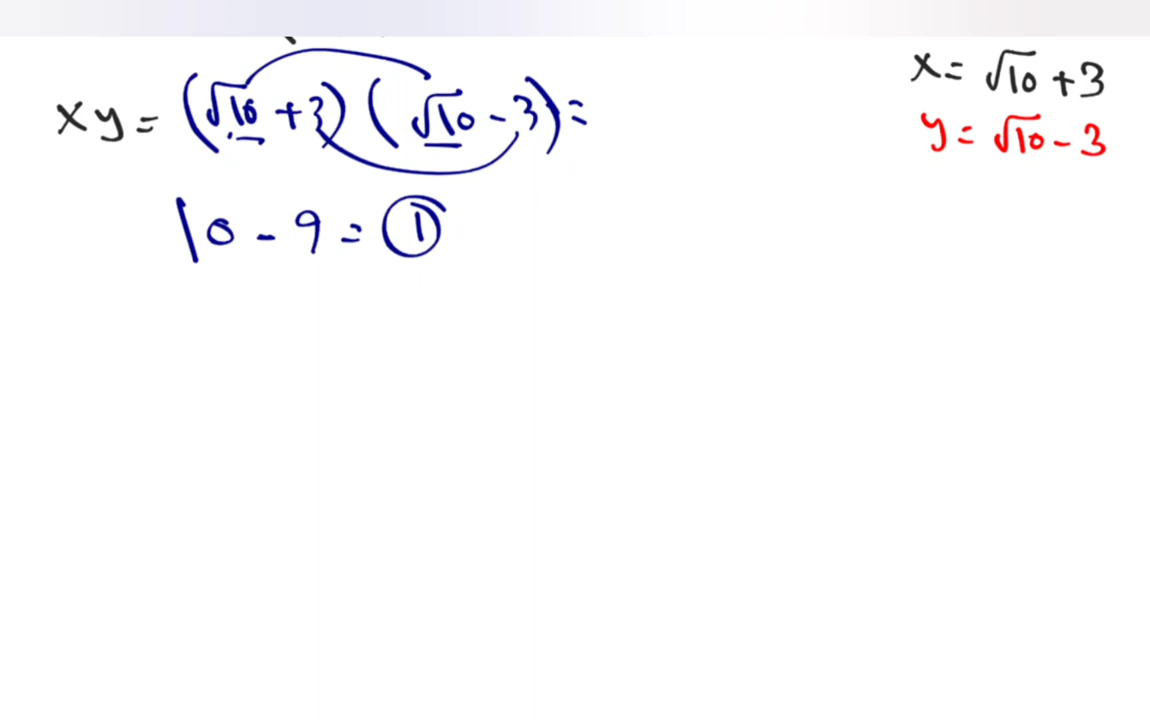 xy = (√10 + 3) (√10 - 3) =
10 - 9 = 1
x = √10 + 3
y = √10 - 3